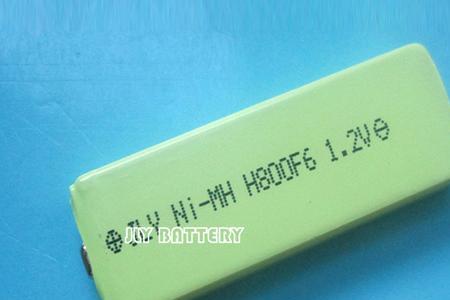 ⊕JLY Ni-MH H800F6 1.2V⊖
JLY BATTERY